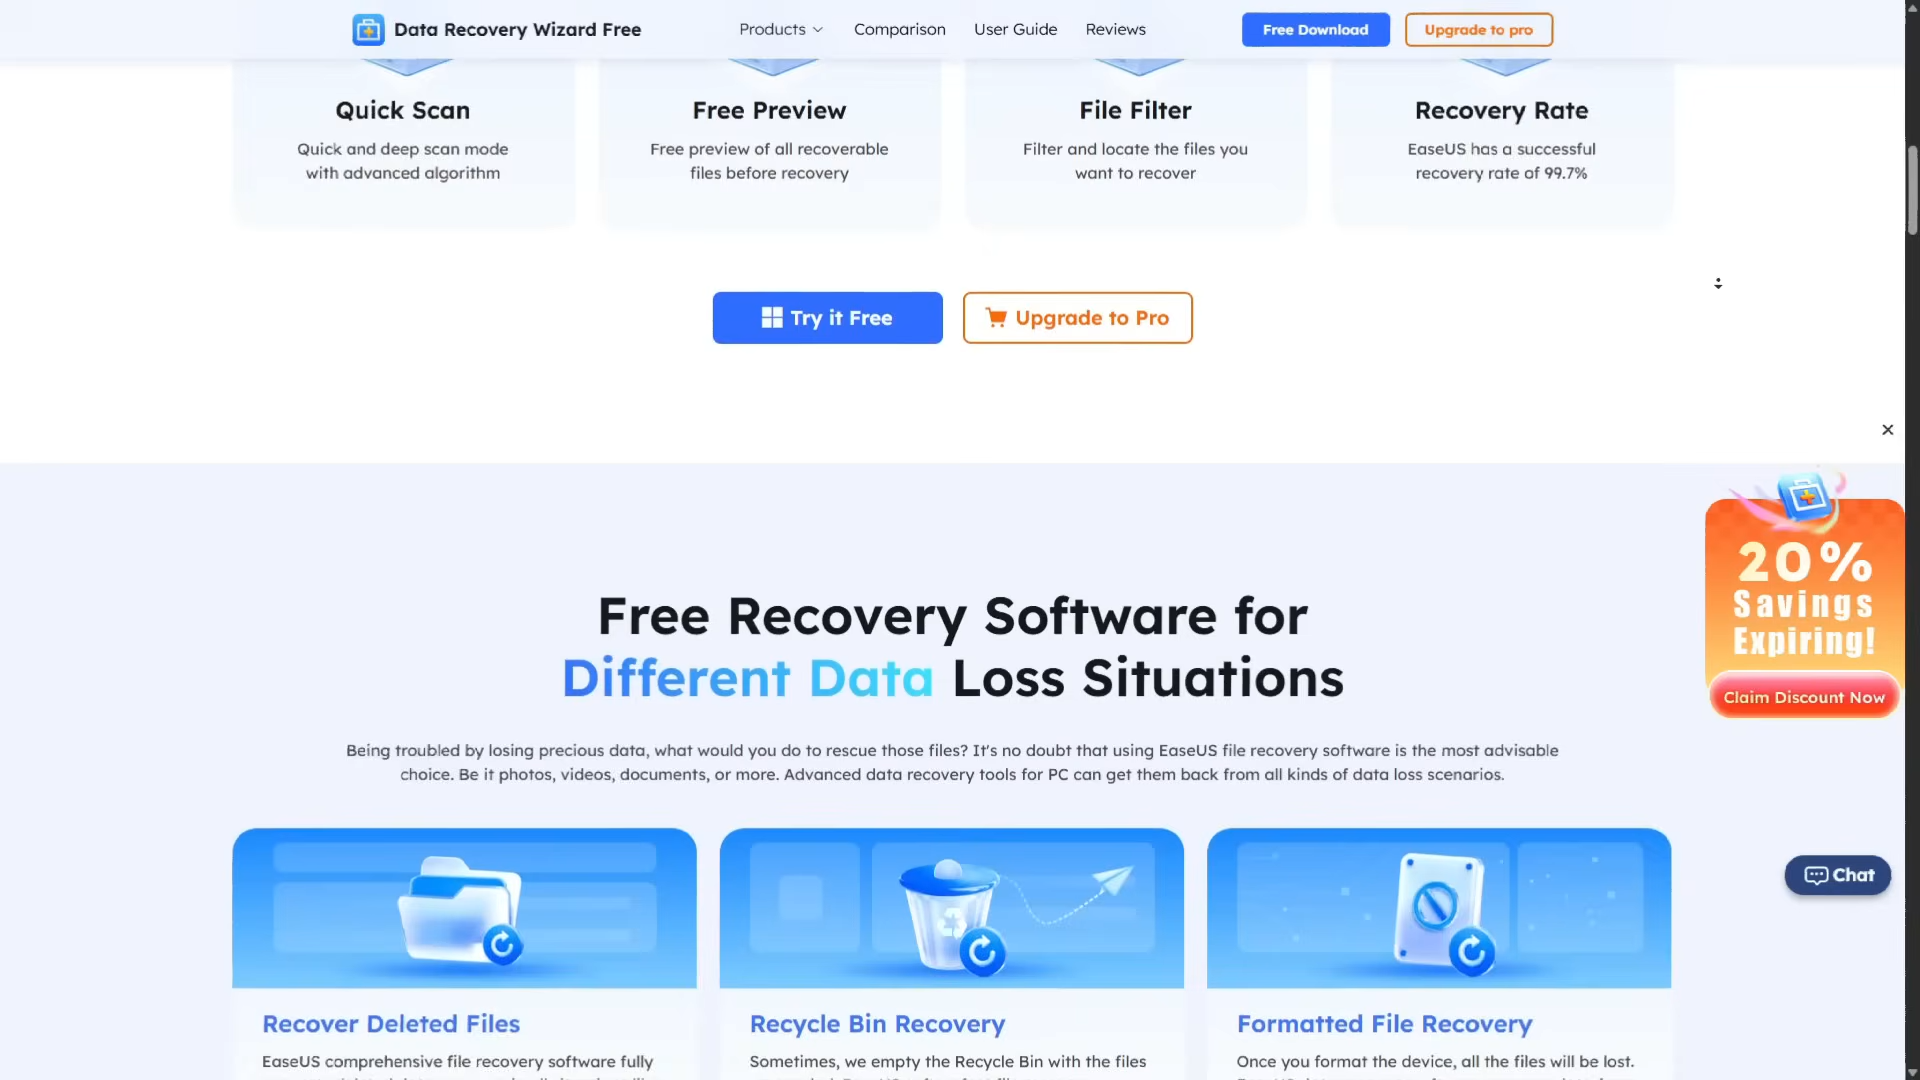 Data Recovery Wizard Free
Products
Comparison
User Guide
Reviews
Free Download
Upgrade to pro
Quick Scan
Quick and deep scan mode
with advanced algorithm
Free Preview
Free preview of all recoverable
files before recovery
File Filter
Filter and locate the files you
want to recover
Recovery Rate
EaseUS has a successful
recovery rate of 99.7%
Try it Free
Upgrade to Pro
20%
Savings
Expiring!
Claim Discount Now
Free Recovery Software for
Different Data Loss Situations
Being troubled by losing precious data, what would you do to rescue those files? It's no doubt that using EaseUS file recovery software is the most advisable
choice. Be it photos, videos, documents, or more. Advanced data recovery tools for PC can get them back from all kinds of data loss scenarios.
Chat
Recover Deleted Files
EaseUS comprehensive file recovery software fully
Recycle Bin Recovery
Sometimes, we empty the Recycle Bin with the files
Formatted File Recovery
Once you format the device, all the files will be lost.